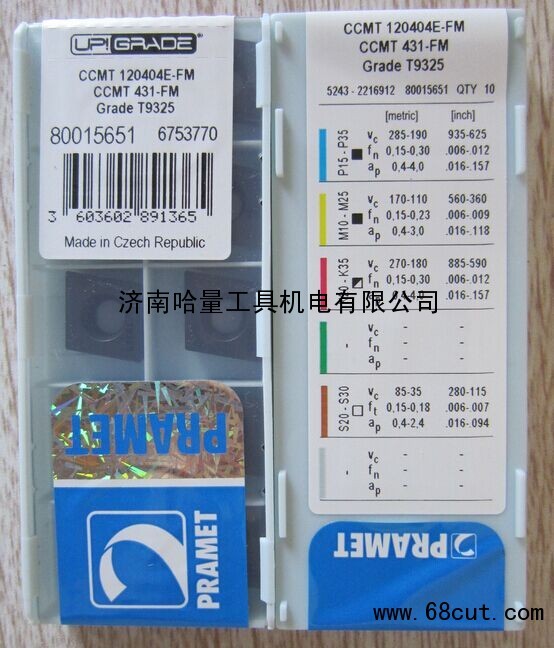 UP!GRADE
CCMT 120404E-FM
CCMT 431-FM
Grade T9325
80015651 6753770
3 603602 891365
Made in Czech Republic
PRAMET
PRAMET
CCMT 120404E-FM
CCMT 431-FM
Grade T9325
5243 - 2216912 80015651 QTY 10
[metric] [inch]
P15 - P35
vc 285-190 935-625
fn 0,15-0,30 .006-.012
ap 0,4-4,0 .016-.157
M10 - M25
vc 170-110 560-360
fn 0,15-0,23 .006-.009
ap 0,4-3,0 .016-.118
K35
vc 270-180 885-590
fn 0,15-0,30 .006-.012
ap 4-4,0 .016-.157
-
vc - -
fn - -
ap - -
S20 - S30
vc 85-35 280-115
ft 0,15-0,18 .006-.007
ap 0,4-2,4 .016-.094
-
vc - -
fn - -
ap - -
PRAMET
济南哈量工具机电有限公司
www.68cut.com